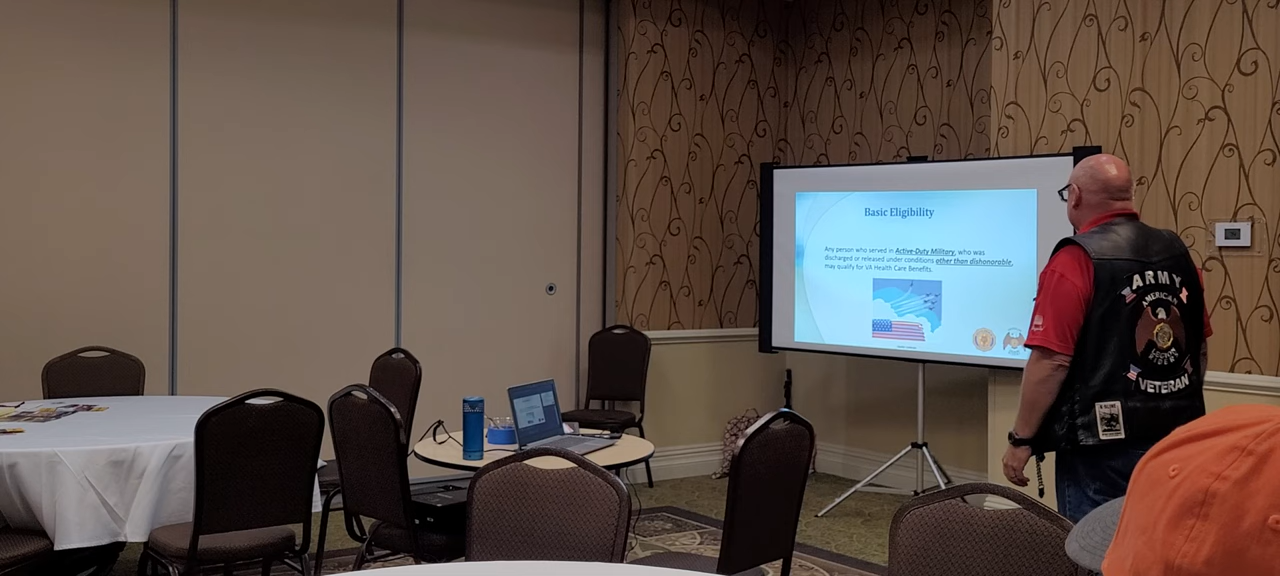 Basic Eligibility
Any person who served in Active-Duty Military, who was
discharged or released under conditions other than dishonorable,
may qualify for VA Health Care Benefits.
ARMY
AMERICAN
LEGION
RIDERS
VETERAN